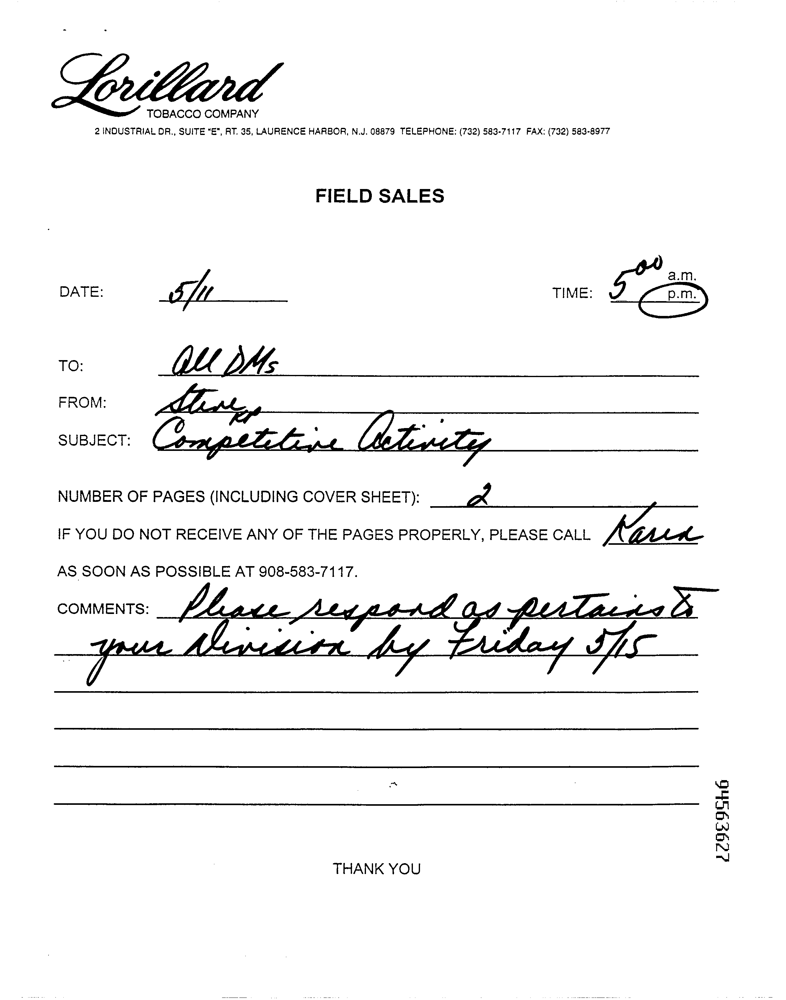 Lorillard
TOBACCO COMPANY
2 INDUSTRIAL DR., SUITE "E", RT. 35, LAURENCE HARBOR, N.J. 08879 TELEPHONE: (732) 583-7117 FAX: (732) 583-8977
FIELD SALES
DATE: 5/11 TIME: 5 00 a.m.
p.m.
TO: All DMs
FROM: Steve
SUBJECT: Competitive Activity
NUMBER OF PAGES (INCLUDING COVER SHEET): 2
IF YOU DO NOT RECEIVE ANY OF THE PAGES PROPERLY, PLEASE CALL Karen
AS SOON AS POSSIBLE AT 908-583-7117.
COMMENTS: Please respond as pertains to
your Division by Friday 5/15
THANK YOU
94563627